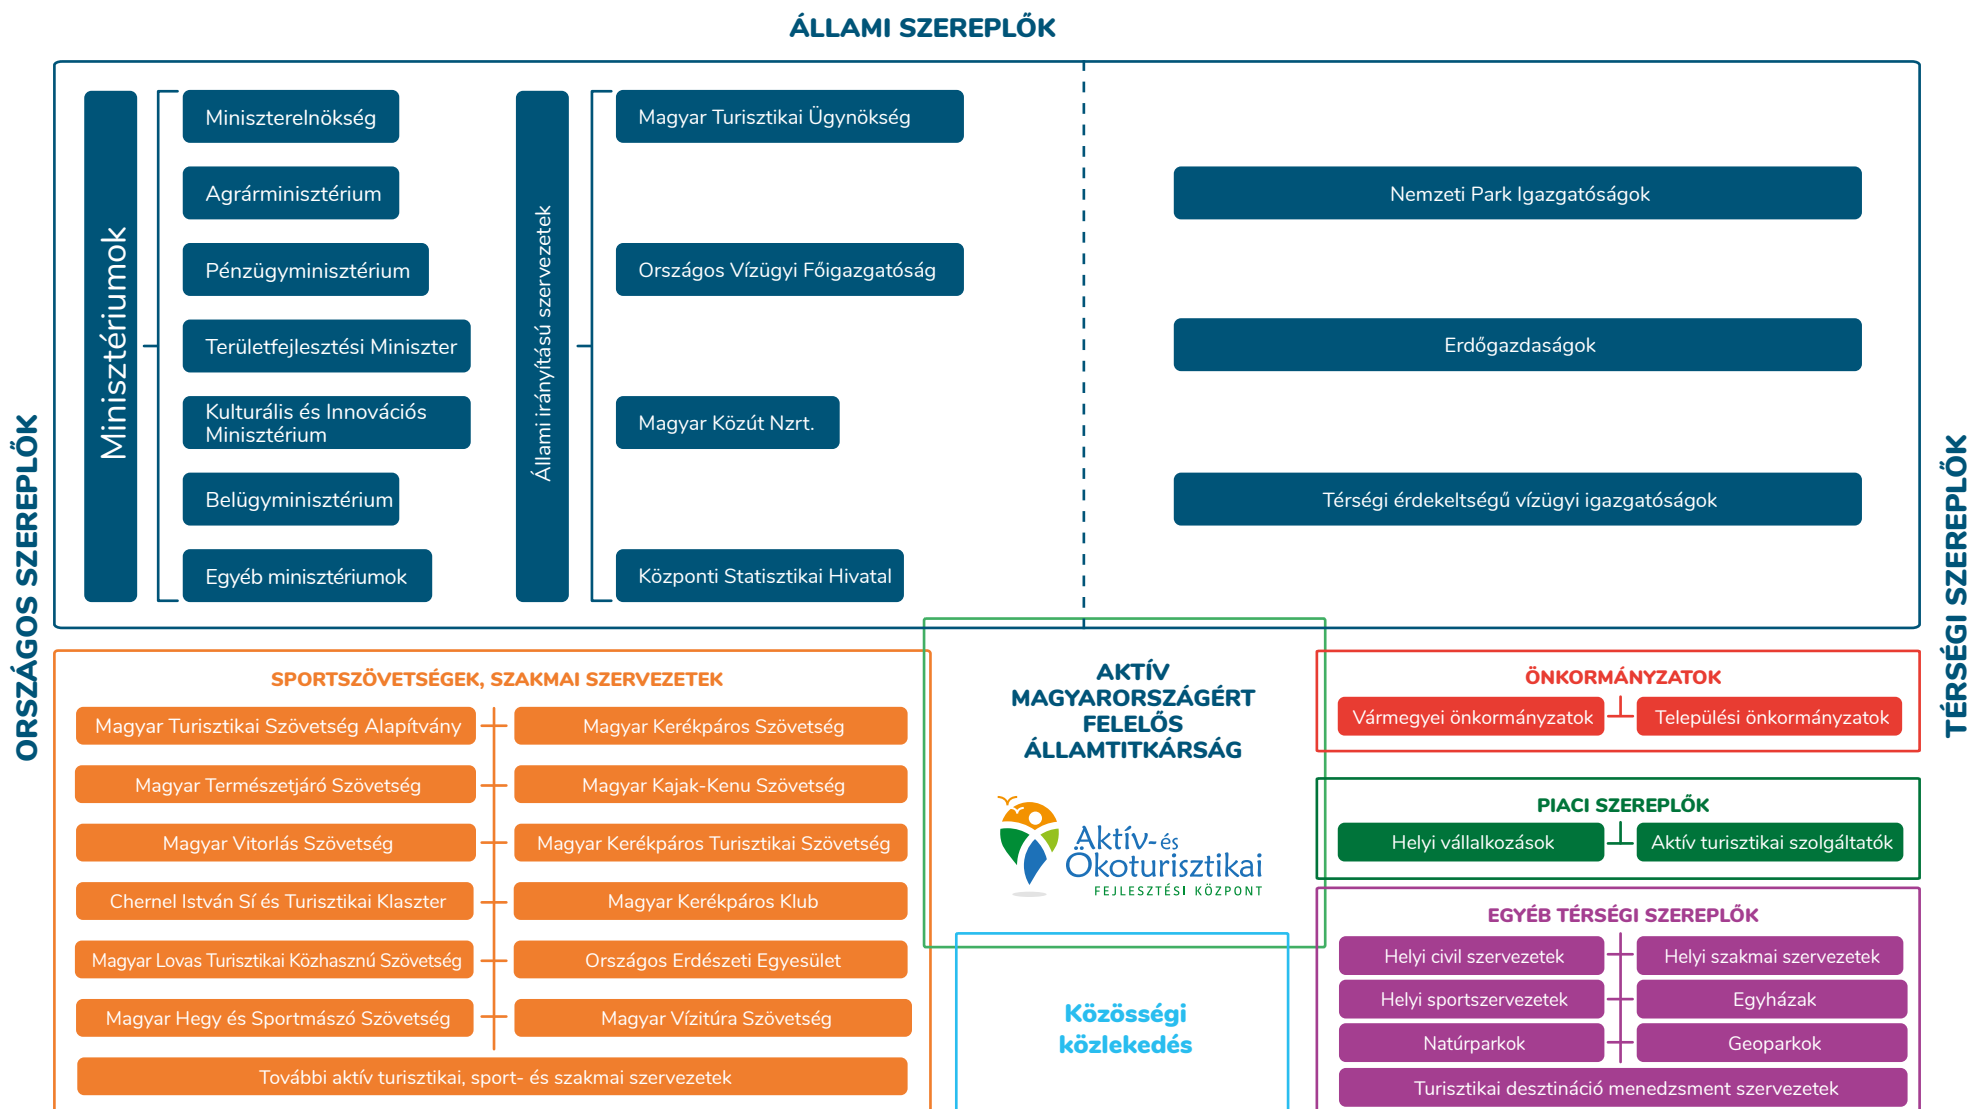 ÁLLAMI SZEREPLŐK
ORSZÁGOS SZEREPLŐK
TÉRSÉGI SZEREPLŐK
Minisztériumok
Miniszterelnökség
Agrárminisztérium
Pénzügyminisztérium
Területfejlesztési Miniszter
Kulturális és Innovációs
Minisztérium
Belügyminisztérium
Egyéb minisztériumok
Állami irányítású szervezetek
Magyar Turisztikai Ügynökség
Országos Vízügyi Főigazgatóság
Magyar Közút Nzrt.
Központi Statisztikai Hivatal
Nemzeti Park Igazgatóságok
Erdőgazdaságok
Térségi érdekeltségű vízügyi igazgatóságok
SPORTSZÖVETSÉGEK, SZAKMAI SZERVEZETEK
Magyar Turisztikai Szövetség Alapítvány
Magyar Kerékpáros Szövetség
Magyar Természetjáró Szövetség
Magyar Kajak-Kenu Szövetség
Magyar Vitorlás Szövetség
Magyar Kerékpáros Turisztikai Szövetség
Chernel István Sí és Turisztikai Klaszter
Magyar Kerékpáros Klub
Magyar Lovas Turisztikai Közhasznú Szövetség
Országos Erdészeti Egyesület
Magyar Hegy és Sportmászó Szövetség
Magyar Vízitúra Szövetség
További aktív turisztikai, sport- és szakmai szervezetek
AKTÍV
MAGYARORSZÁGÉRT
FELELŐS
ÁLLAMTITKÁRSÁG
Aktív- és
Ökoturisztikai
FEJLESZTÉSI KÖZPONT
Közösségi
közlekedés
ÖNKORMÁNYZATOK
Vármegyei önkormányzatok
Települési önkormányzatok
PIACI SZEREPLŐK
Helyi vállalkozások
Aktív turisztikai szolgáltatók
EGYÉB TÉRSÉGI SZEREPLŐK
Helyi civil szervezetek
Helyi szakmai szervezetek
Helyi sportszervezetek
Egyházak
Natúrparkok
Geoparkok
Turisztikai desztináció menedzsment szervezetek